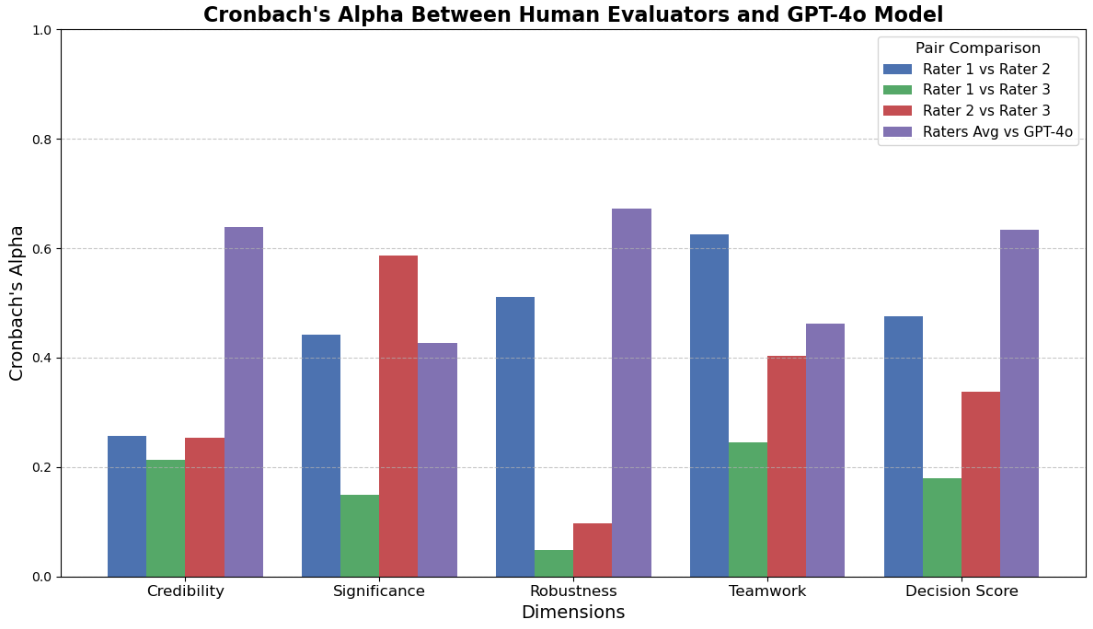 Cronbach's Alpha Between Human Evaluators and GPT-4o Model
Pair Comparison
Rater 1 vs Rater 2
Rater 1 vs Rater 3
Rater 2 vs Rater 3
Raters Avg vs GPT-4o
Cronbach's Alpha
1.0
0.8
0.6
0.4
0.2
0.0
Credibility
Significance
Robustness
Teamwork
Decision Score
Dimensions